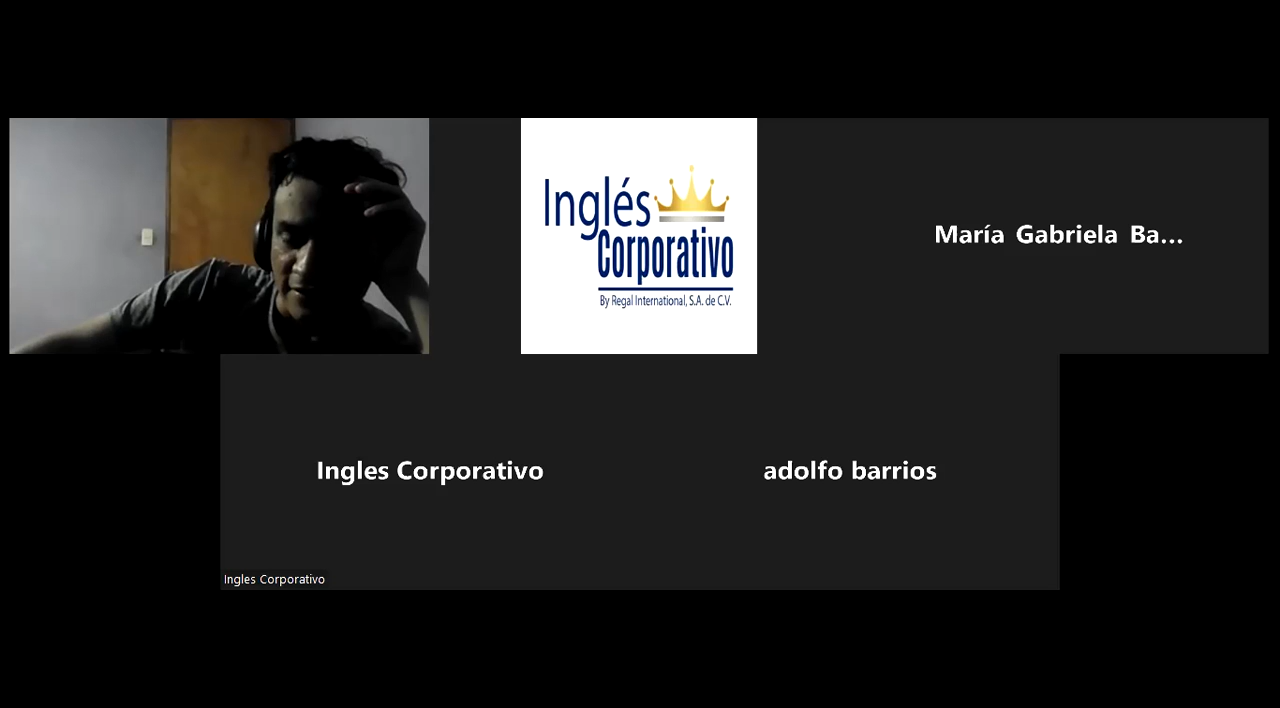 Inglés
Corporativo
By Regal International, S.A. de C.V.
María Gabriela Ba...
Ingles Corporativo
adolfo barrios
Ingles Corporativo